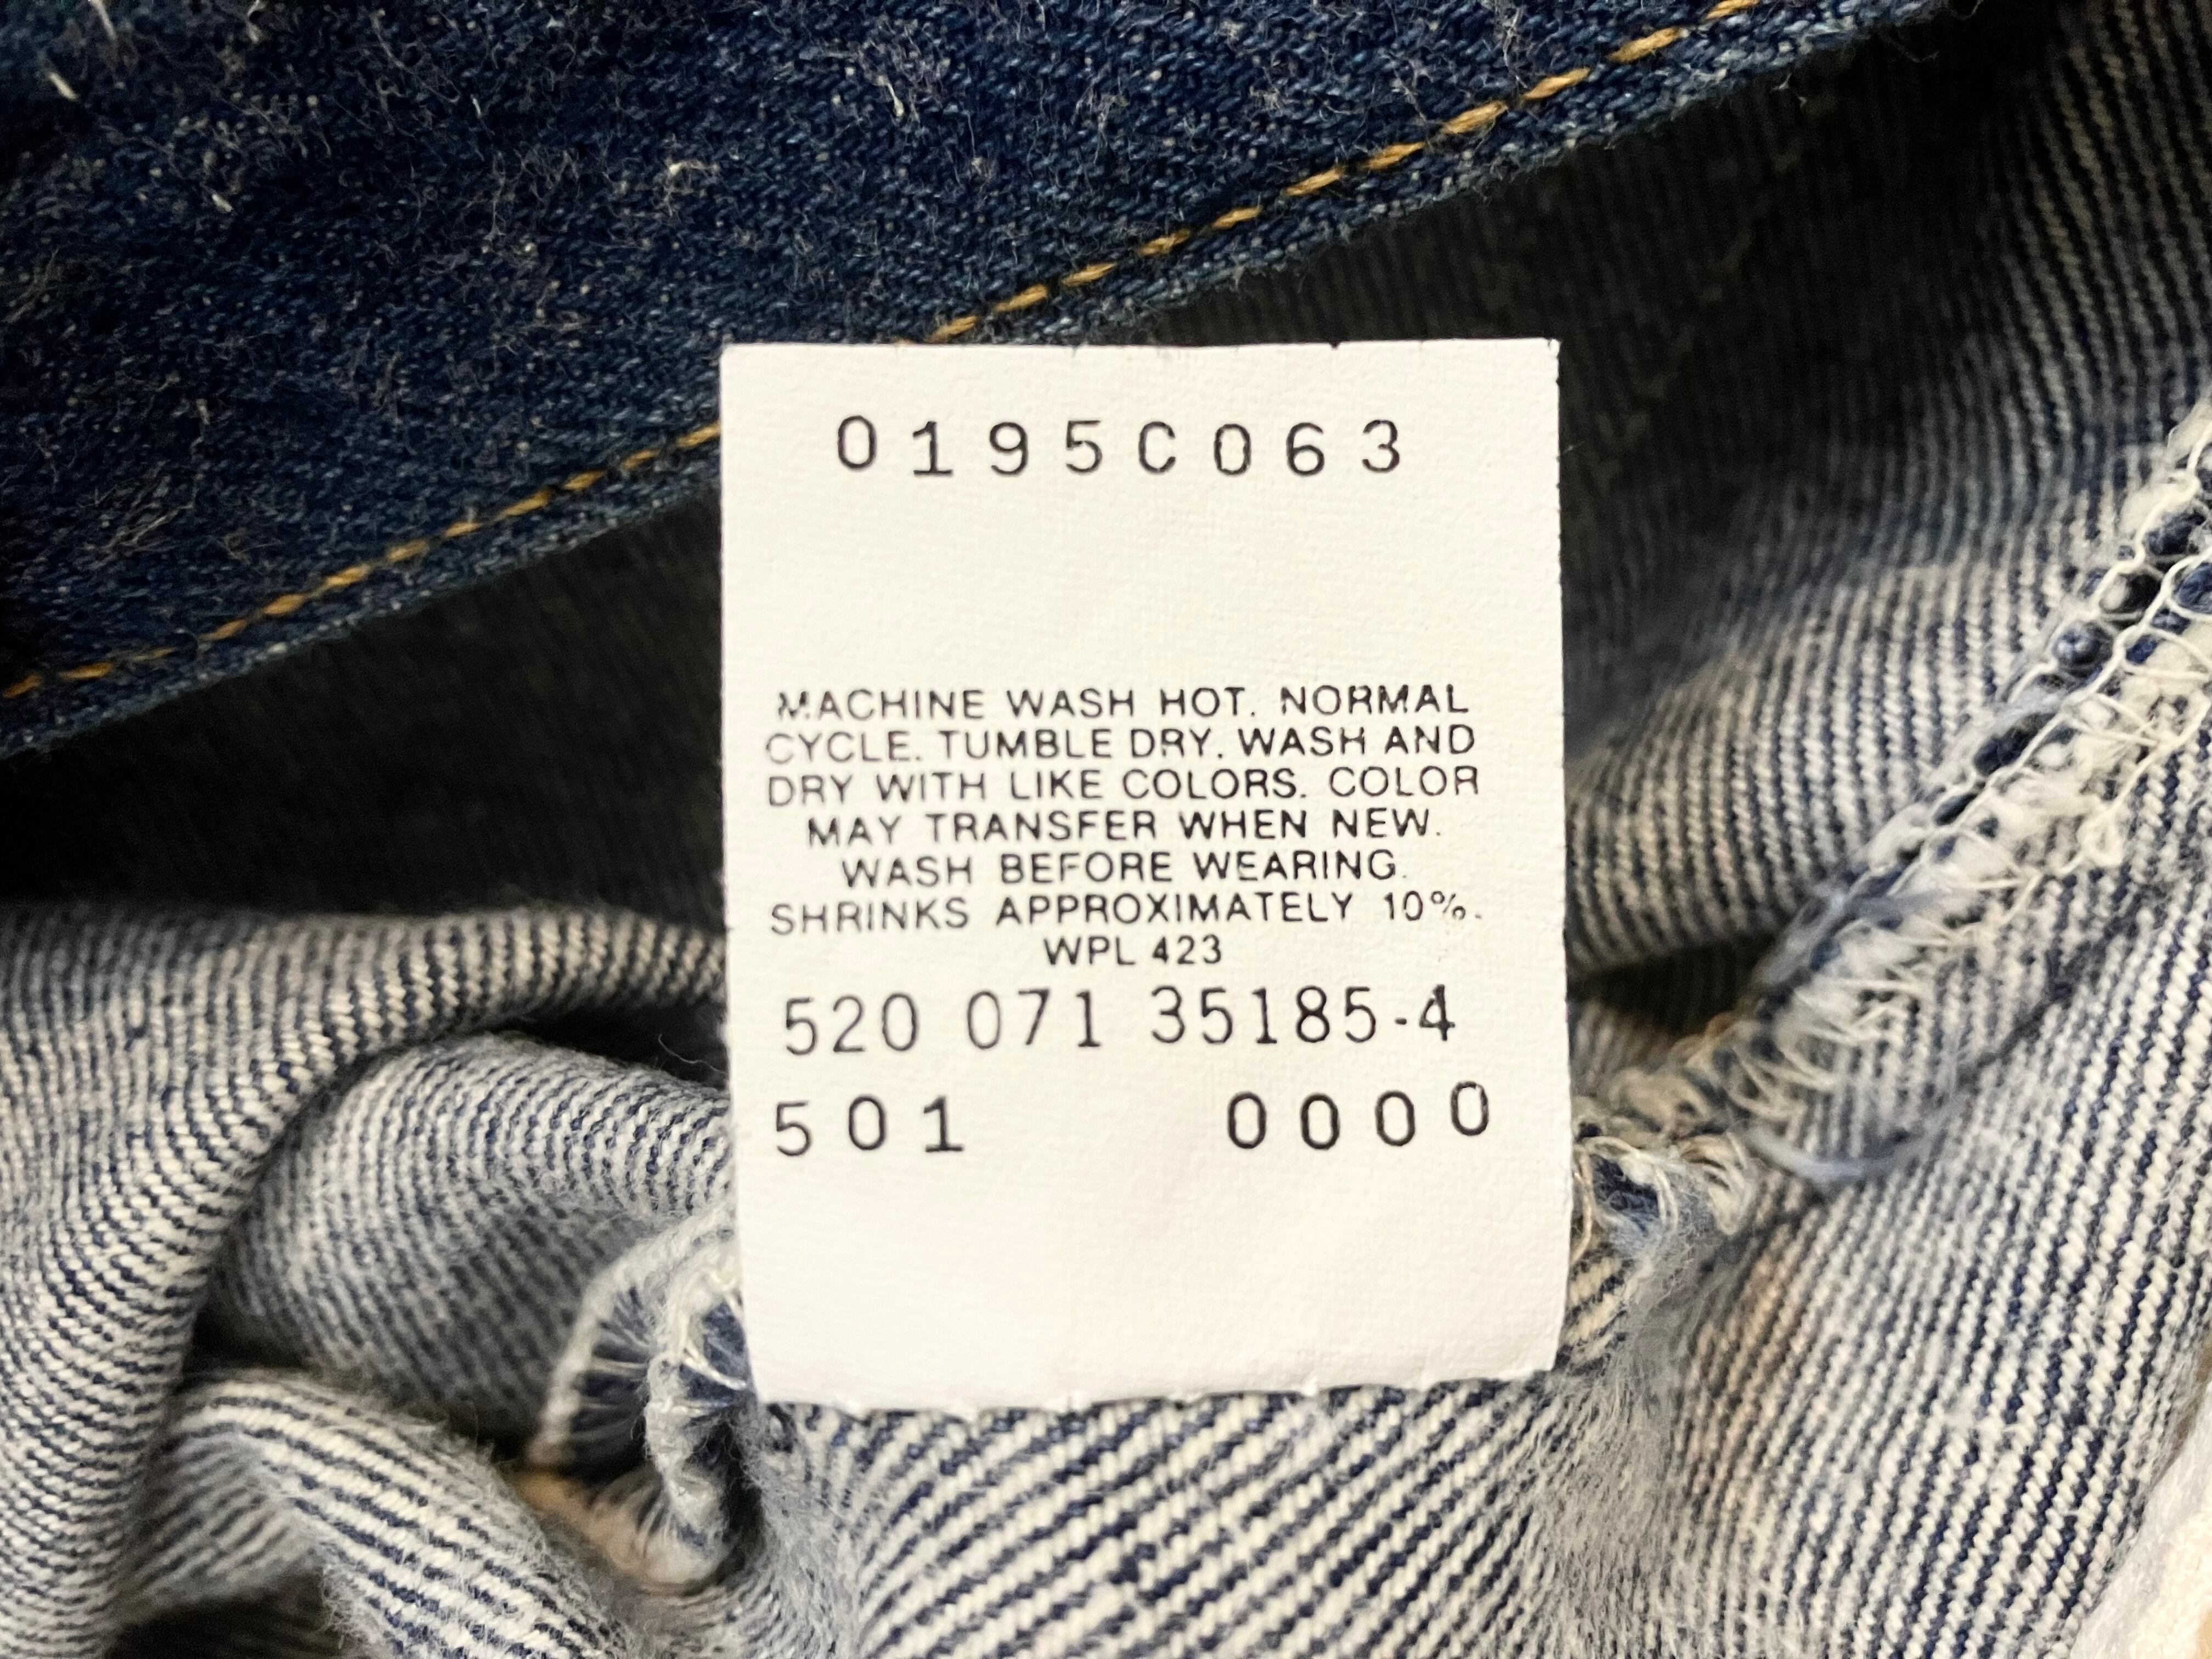 0195C063
MACHINE WASH HOT. NORMAL
CYCLE. TUMBLE DRY. WASH AND
DRY WITH LIKE COLORS. COLOR
MAY TRANSFER WHEN NEW.
WASH BEFORE WEARING.
SHRINKS APPROXIMATELY 10%.
WPL 423
520 071 35185-4
501 0000